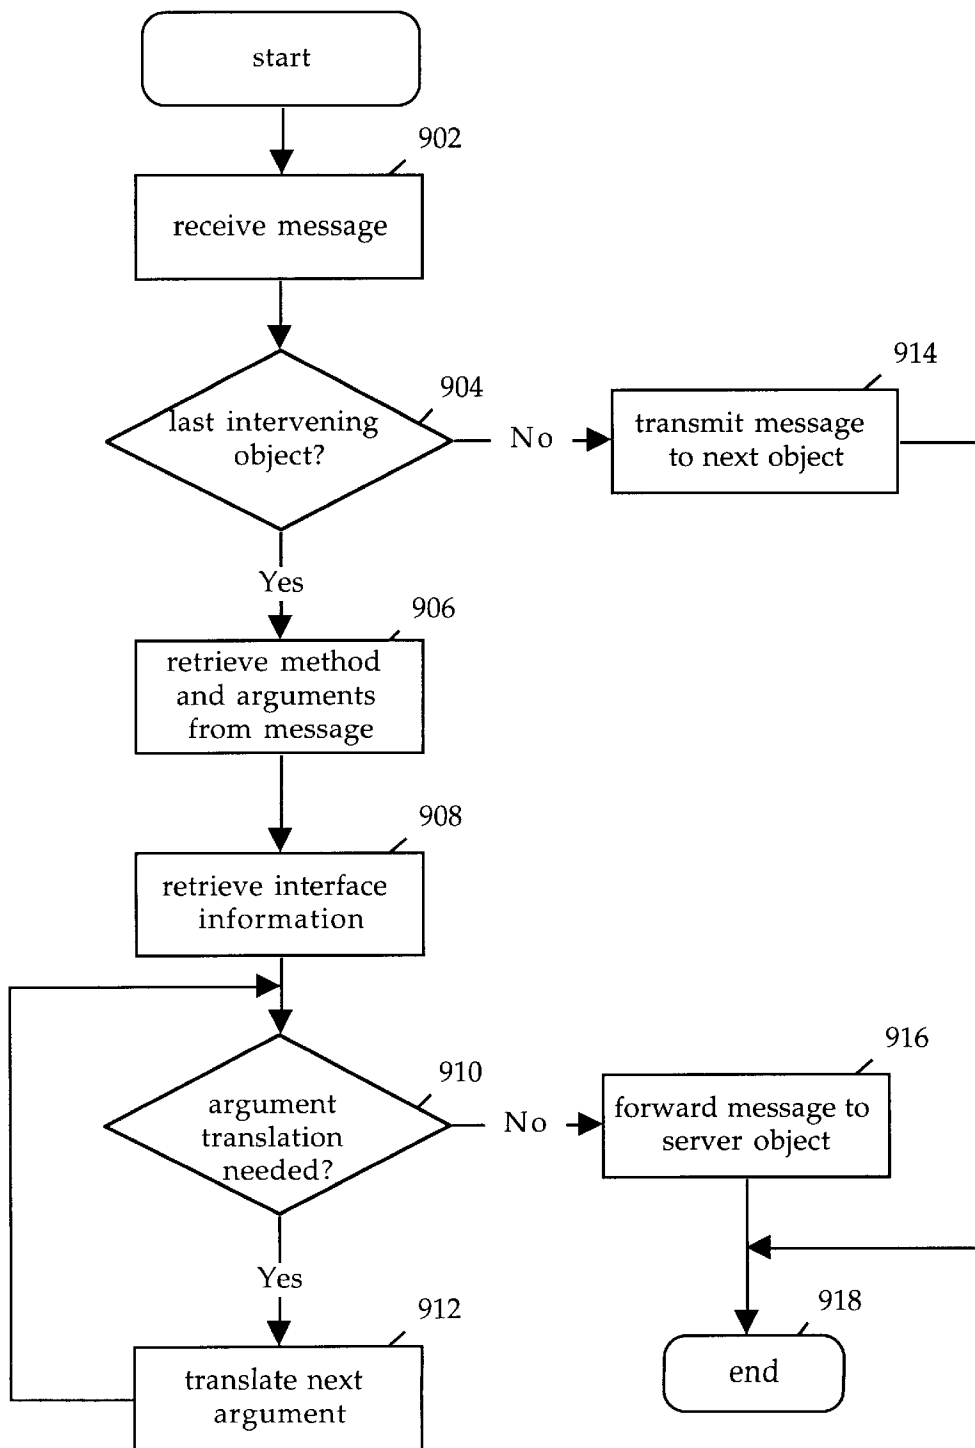 start
902
receive message
904
last intervening
object?
No
914
transmit message
to next object
Yes
906
retrieve method
and arguments
from message
908
retrieve interface
information
910
argument
translation
needed?
No
916
forward message to
server object
Yes
912
translate next
argument
918
end